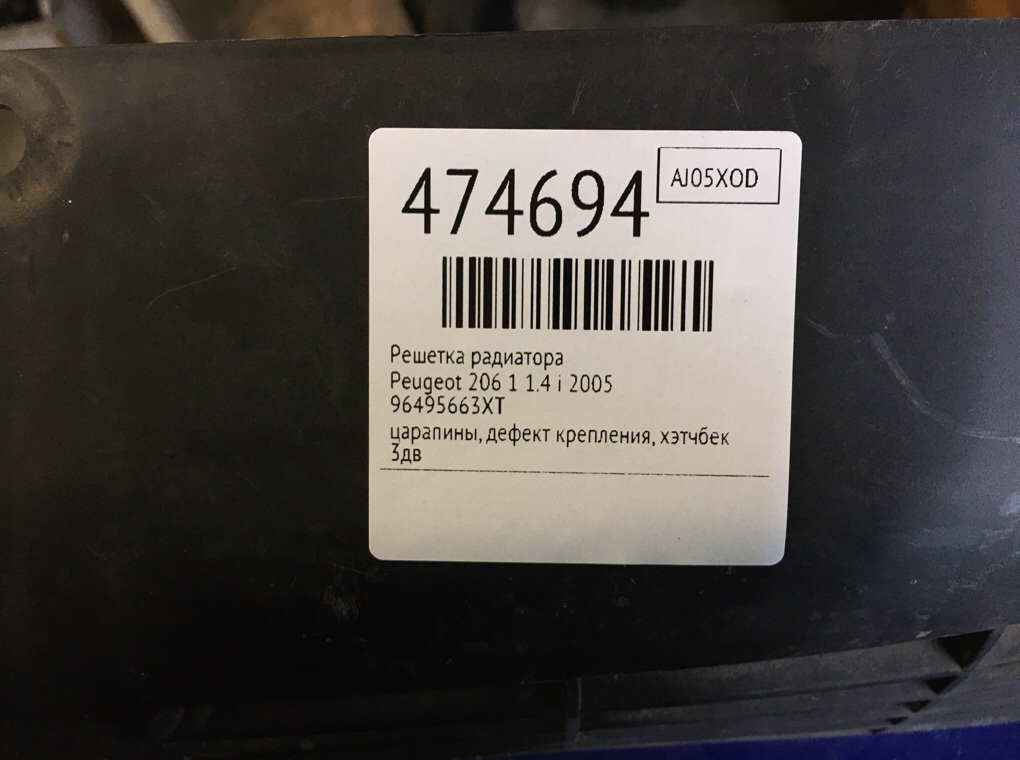 474694
AJ05XOD
Решетка радиатора
Peugeot 206 1 1.4 i 2005
96495663XT
царапины, дефект крепления, хэтчбек
3дв